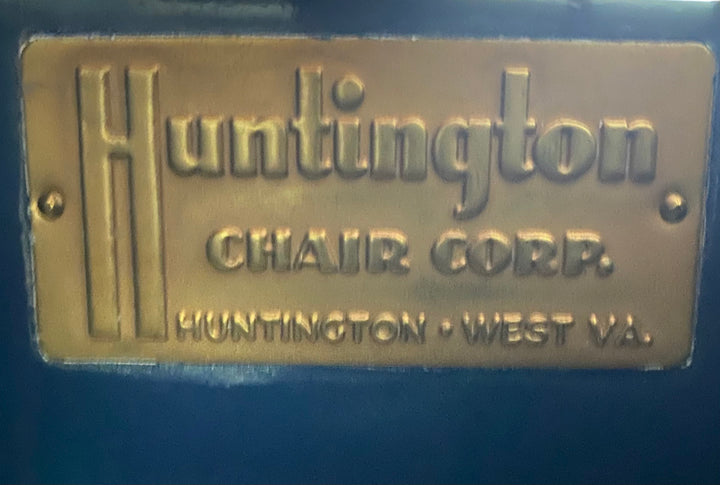 Huntington
CHAIR CORP.
HUNTINGTON • WEST VA.